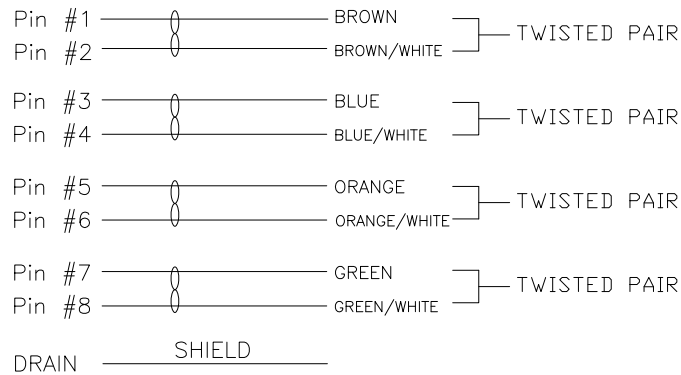 Pin #1 BROWN
TWISTED PAIR
Pin #2 BROWN/WHITE
Pin #3 BLUE
TWISTED PAIR
Pin #4 BLUE/WHITE
Pin #5 ORANGE
TWISTED PAIR
Pin #6 ORANGE/WHITE
Pin #7 GREEN
TWISTED PAIR
Pin #8 GREEN/WHITE
SHIELD
DRAIN